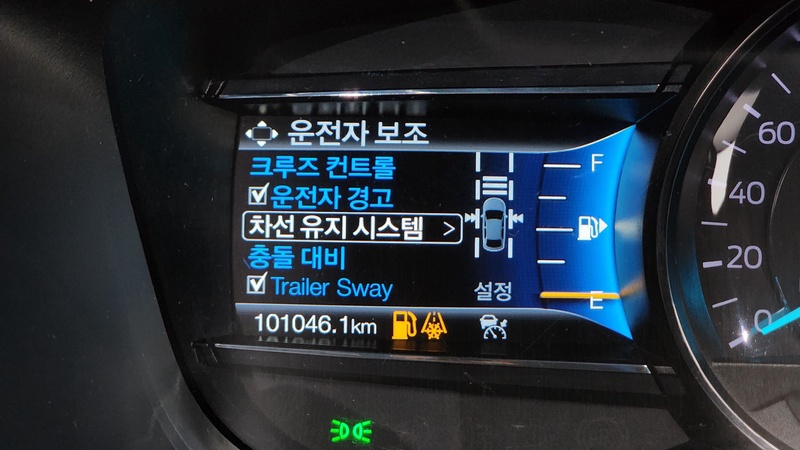 운전자 보조
크루즈 컨트롤
운전자 경고
차선 유지 시스템 >
충돌 대비
Trailer Sway
설정
101046.1km
F
E
60
40
20
0